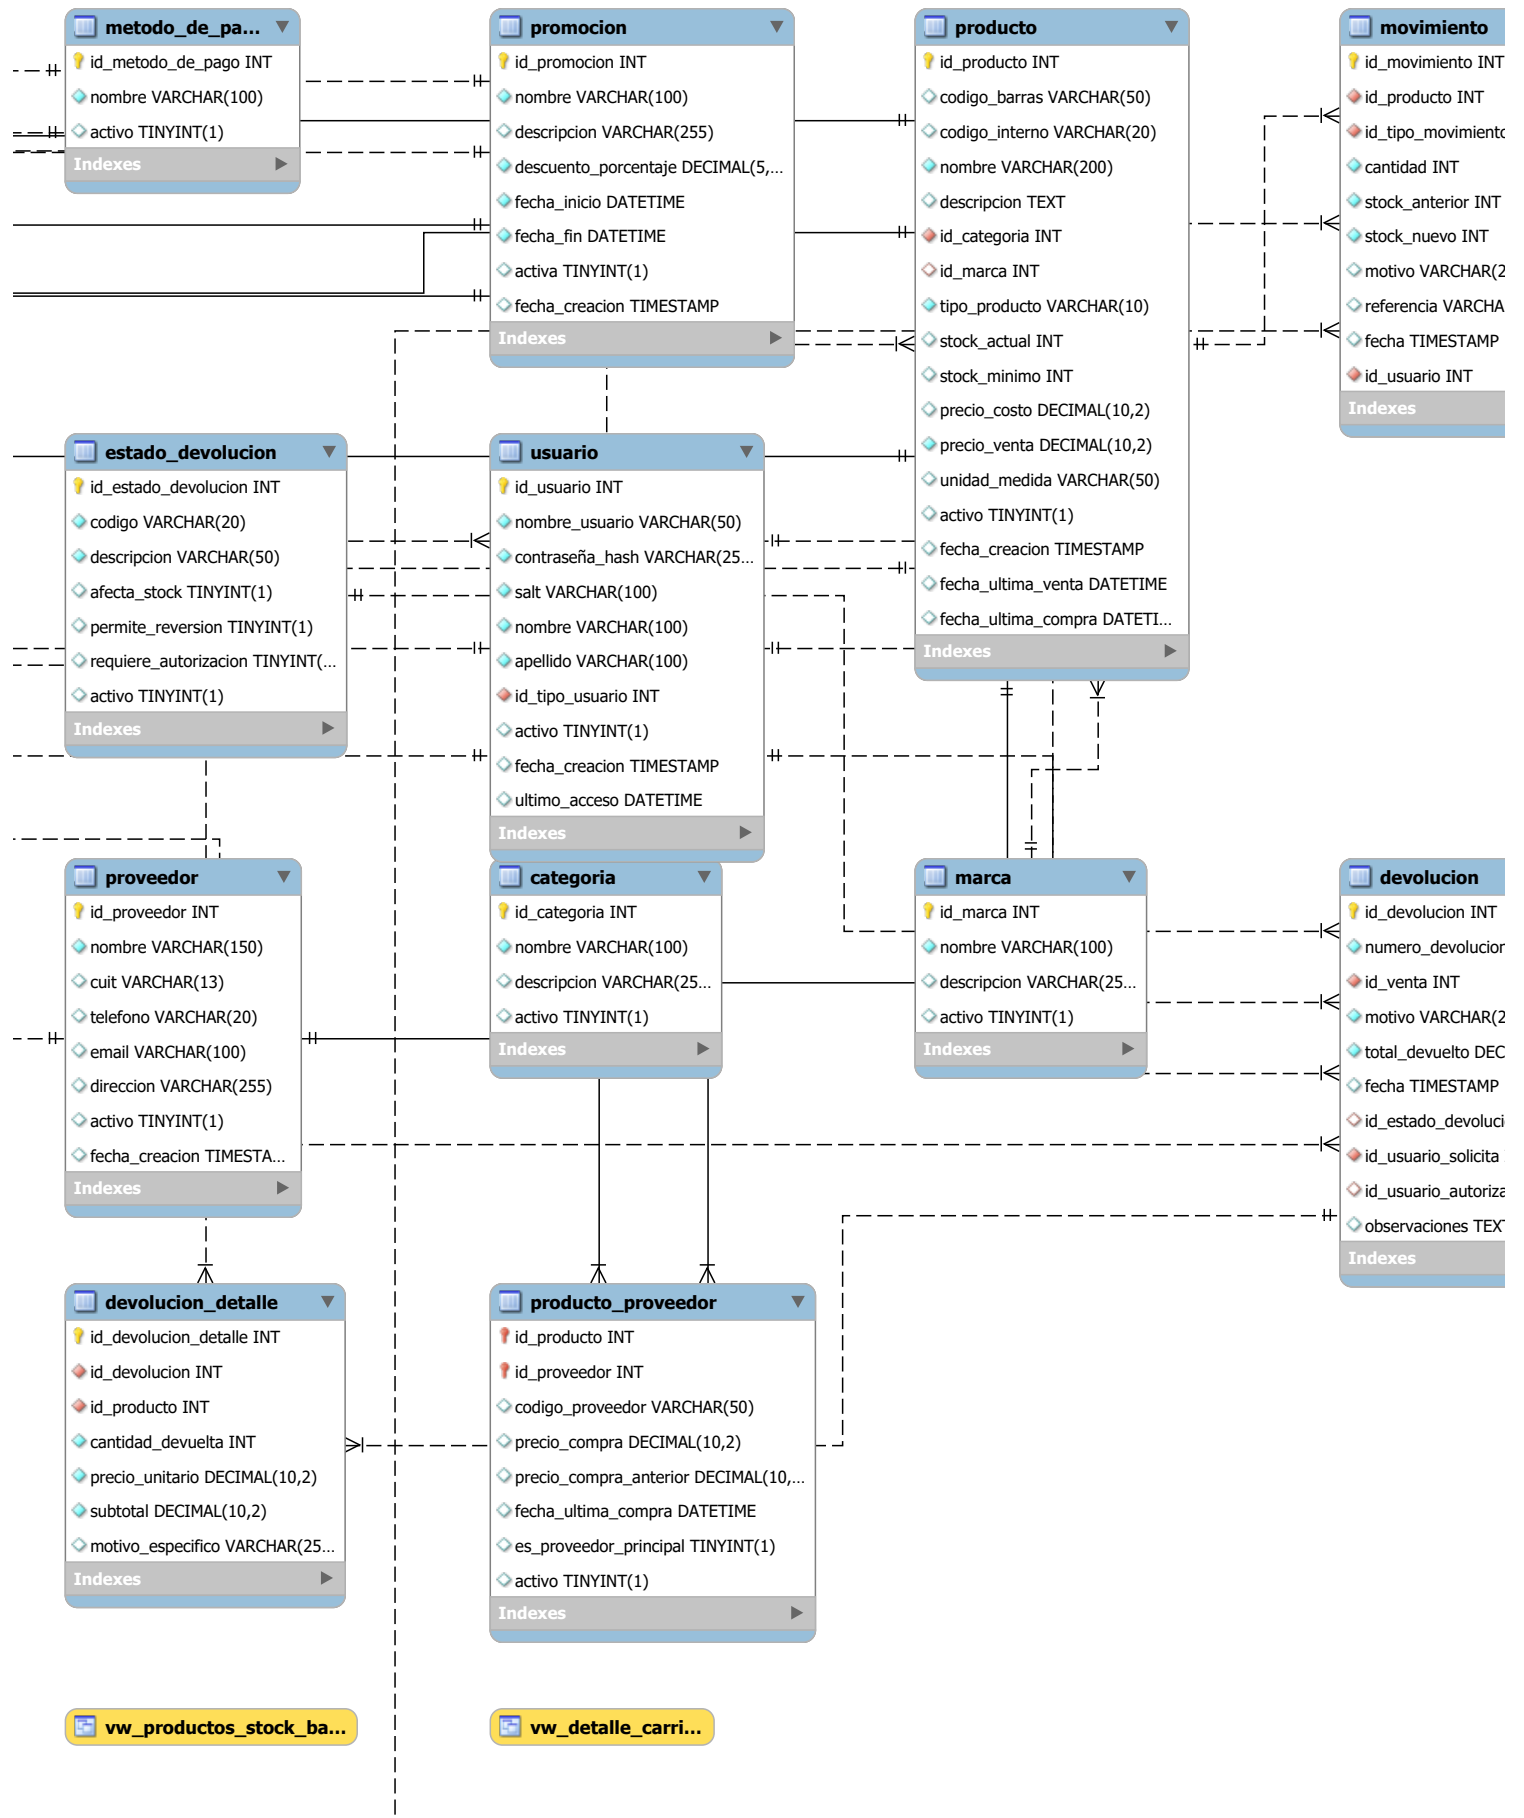 metodo_de_pa...
id_metodo_de_pago INT
nombre VARCHAR(100)
activo TINYINT(1)
Indexes
promocion
id_promocion INT
nombre VARCHAR(100)
descripcion VARCHAR(255)
descuento_porcentaje DECIMAL(5,...
fecha_inicio DATETIME
fecha_fin DATETIME
activa TINYINT(1)
fecha_creacion TIMESTAMP
Indexes
producto
id_producto INT
codigo_barras VARCHAR(50)
codigo_interno VARCHAR(20)
nombre VARCHAR(200)
descripcion TEXT
id_categoria INT
id_marca INT
tipo_producto VARCHAR(10)
stock_actual INT
stock_minimo INT
precio_costo DECIMAL(10,2)
precio_venta DECIMAL(10,2)
unidad_medida VARCHAR(50)
activo TINYINT(1)
fecha_creacion TIMESTAMP
fecha_ultima_venta DATETIME
fecha_ultima_compra DATETI...
Indexes
movimiento
id_movimiento INT
id_producto INT
id_tipo_movimiento
cantidad INT
stock_anterior INT
stock_nuevo INT
motivo VARCHAR(2
referencia VARCHA
fecha TIMESTAMP
id_usuario INT
Indexes
estado_devolucion
id_estado_devolucion INT
codigo VARCHAR(20)
descripcion VARCHAR(50)
afecta_stock TINYINT(1)
permite_reversion TINYINT(1)
requiere_autorizacion TINYINT(...
activo TINYINT(1)
Indexes
usuario
id_usuario INT
nombre_usuario VARCHAR(50)
contraseña_hash VARCHAR(25...
salt VARCHAR(100)
nombre VARCHAR(100)
apellido VARCHAR(100)
id_tipo_usuario INT
activo TINYINT(1)
fecha_creacion TIMESTAMP
ultimo_acceso DATETIME
Indexes
proveedor
id_proveedor INT
nombre VARCHAR(150)
cuit VARCHAR(13)
telefono VARCHAR(20)
email VARCHAR(100)
direccion VARCHAR(255)
activo TINYINT(1)
fecha_creacion TIMESTA...
Indexes
categoria
id_categoria INT
nombre VARCHAR(100)
descripcion VARCHAR(25...
activo TINYINT(1)
Indexes
marca
id_marca INT
nombre VARCHAR(100)
descripcion VARCHAR(25...
activo TINYINT(1)
Indexes
devolucion
id_devolucion INT
numero_devolucion
id_venta INT
motivo VARCHAR(2
total_devuelto DEC
fecha TIMESTAMP
id_estado_devoluci
id_usuario_solicita
id_usuario_autoriza
observaciones TEXT
Indexes
devolucion_detalle
id_devolucion_detalle INT
id_devolucion INT
id_producto INT
cantidad_devuelta INT
precio_unitario DECIMAL(10,2)
subtotal DECIMAL(10,2)
motivo_especifico VARCHAR(25...
Indexes
producto_proveedor
id_producto INT
id_proveedor INT
codigo_proveedor VARCHAR(50)
precio_compra DECIMAL(10,2)
precio_compra_anterior DECIMAL(10,...
fecha_ultima_compra DATETIME
es_proveedor_principal TINYINT(1)
activo TINYINT(1)
Indexes
vw_productos_stock_ba...
vw_detalle_carri...